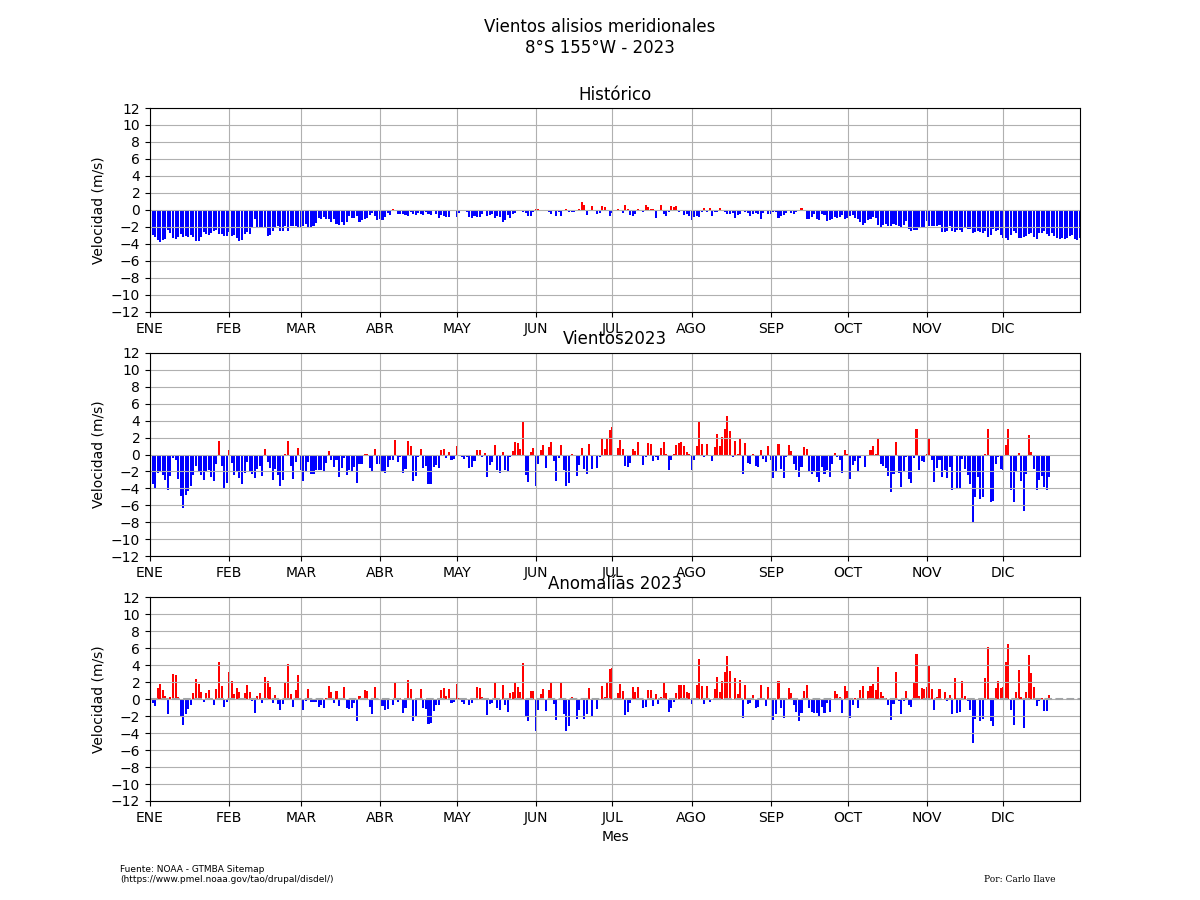 Vientos alisios meridionales
8°S 155°W - 2023
Histórico
12
10
8
6
4
2
0
−2
−4
−6
−8
−10
−12
Velocidad (m/s)
ENE FEB MAR ABR MAY JUN JUL AGO SEP OCT NOV DIC
Vientos2023
12
10
8
6
4
2
0
−2
−4
−6
−8
−10
−12
Velocidad (m/s)
ENE FEB MAR ABR MAY JUN JUL AGO SEP OCT NOV DIC
Anomalías 2023
12
10
8
6
4
2
0
−2
−4
−6
−8
−10
−12
Velocidad (m/s)
ENE FEB MAR ABR MAY JUN JUL AGO SEP OCT NOV DIC
Mes
Fuente: NOAA - GTMBA Sitemap
(https://www.pmel.noaa.gov/tao/drupal/disdel/)
Por: Carlo Ilave